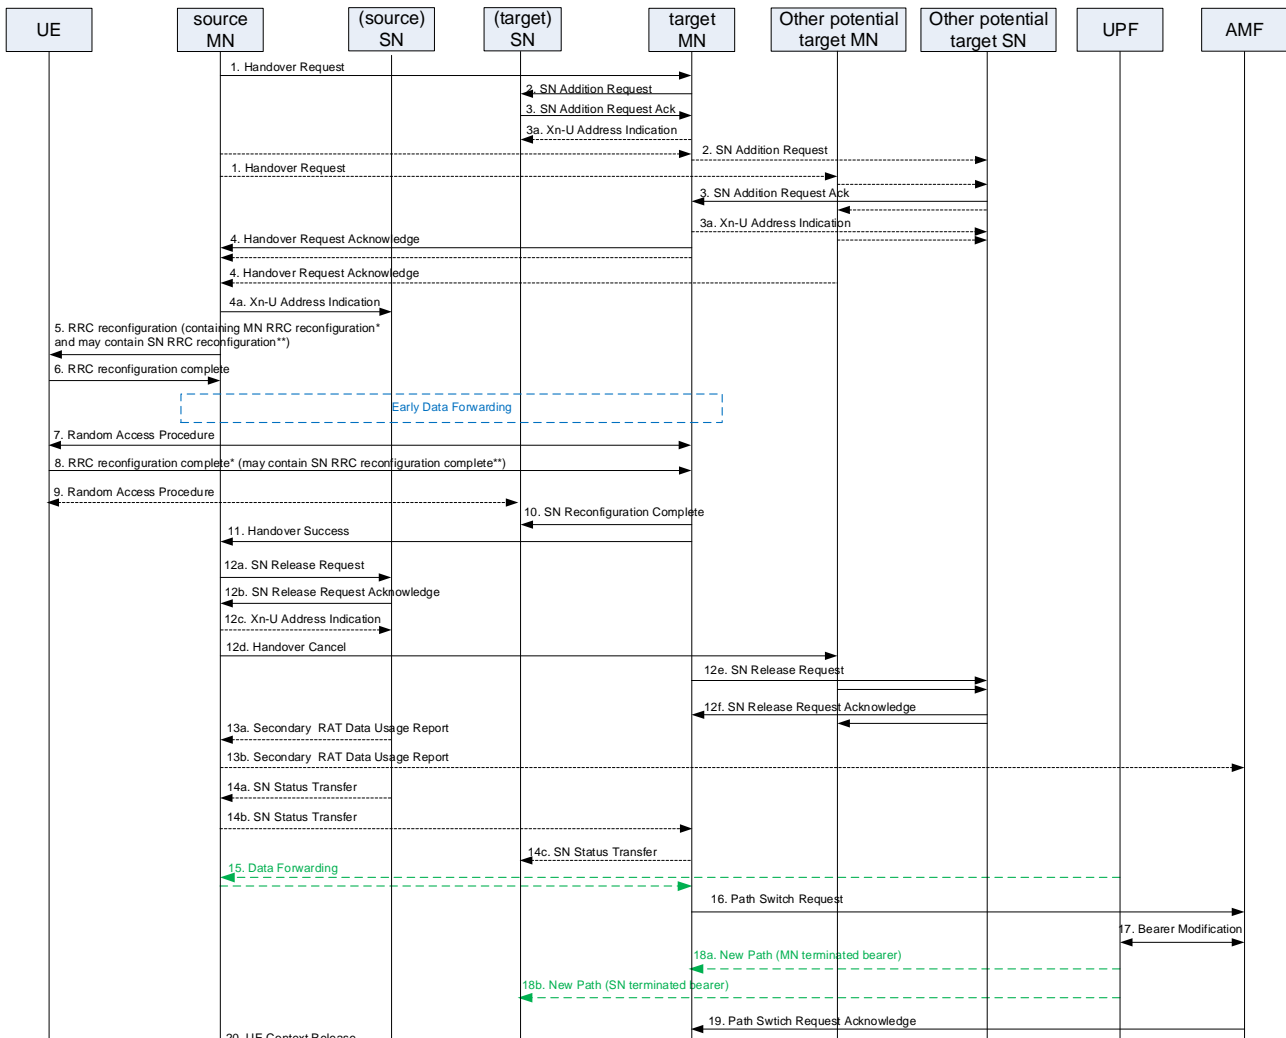 UE
source
MN
(source)
SN
(target)
SN
target
MN
Other potential
target MN
Other potential
target SN
UPF
AMF
1. Handover Request
2. SN Addition Request
3. SN Addition Request Ack
3a. Xn-U Address Indication
2. SN Addition Request
1. Handover Request
3. SN Addition Request Ack
3a. Xn-U Address Indication
4. Handover Request Acknowledge
4. Handover Request Acknowledge
4a. Xn-U Address Indication
5. RRC reconfiguration (containing MN RRC reconfiguration*
and may contain SN RRC reconfiguration**)
6. RRC reconfiguration complete
Early Data Forwarding
7. Random Access Procedure
8. RRC reconfiguration complete* (may contain SN RRC reconfiguration complete**)
9. Random Access Procedure
10. SN Reconfiguration Complete
11. Handover Success
12a. SN Release Request
12b. SN Release Request Acknowledge
12c. Xn-U Address Indication
12d. Handover Cancel
12e. SN Release Request
12f. SN Release Request Acknowledge
13a. Secondary RAT Data Usage Report
13b. Secondary RAT Data Usage Report
14a. SN Status Transfer
14b. SN Status Transfer
14c. SN Status Transfer
15. Data Forwarding
16. Path Switch Request
17. Bearer Modification
18a. New Path (MN terminated bearer)
18b. New Path (SN terminated bearer)
19. Path Swtich Request Acknowledge
20. UE Context Release